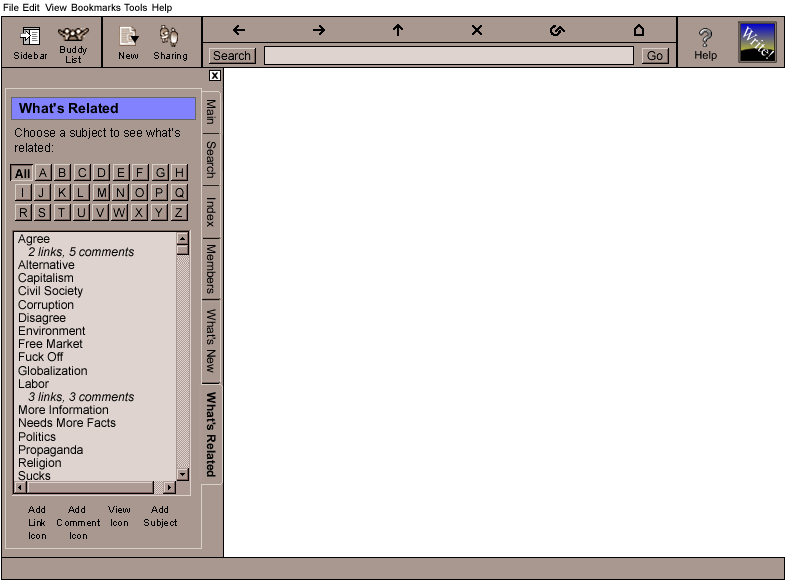 File Edit View Bookmarks Tools Help
Sidebar
Buddy
List
New
Sharing
Search
Go
Help
Write!
X
What's Related
Choose a subject to see what's
related:
All A B C D E F G H
I J K L M N O P Q
R S T U V W X Y Z
Agree
2 links, 5 comments
Alternative
Capitalism
Civil Society
Corruption
Disagree
Environment
Free Market
Fuck Off
Globalization
Labor
3 links, 3 comments
More Information
Needs More Facts
Politics
Propaganda
Religion
Sucks
Add
Link
Icon
Add
Comment
Icon
View
Icon
Add
Subject
Main
Search
Index
Members
What's New
What's Related